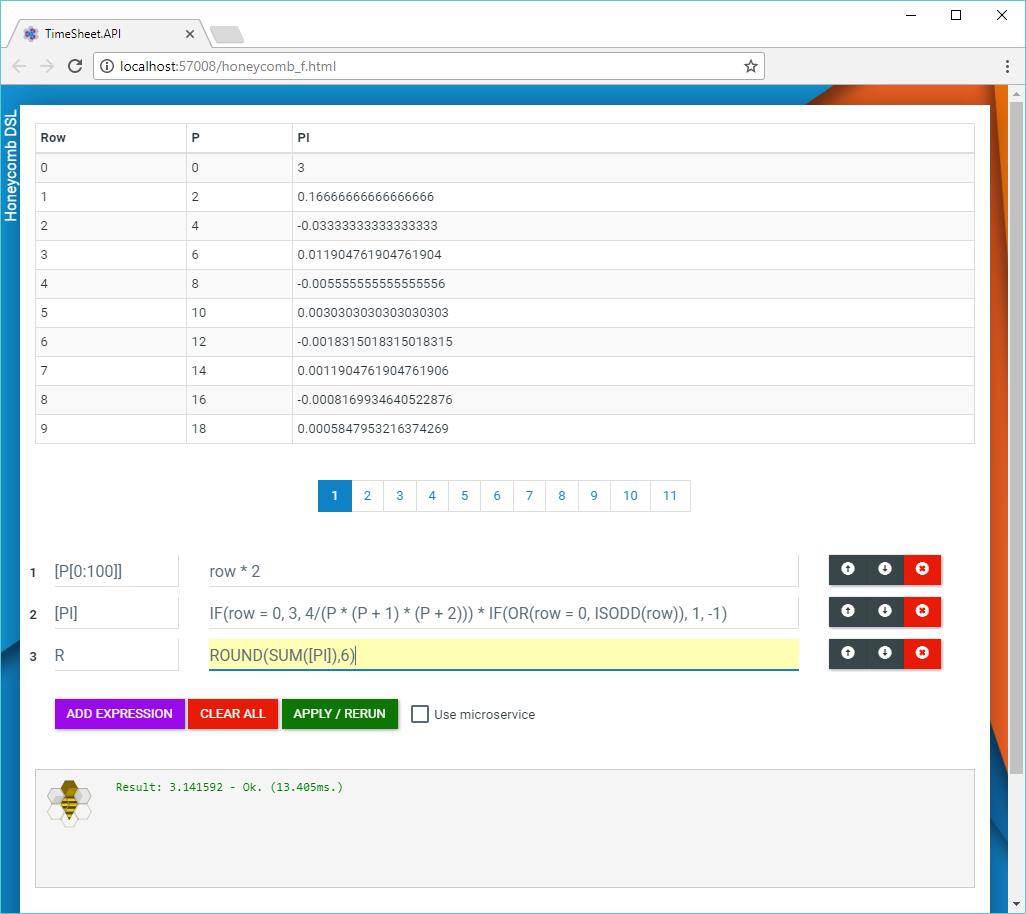 TimeSheet.API
localhost:57008/honeycomb_f.html
Honeycomb DSL
Row P PI
0 0 3
1 2 0.16666666666666666
2 4 -0.03333333333333333
3 6 0.011904761904761904
4 8 -0.005555555555555556
5 10 0.0030303030303030303
6 12 -0.0018315018315018315
7 14 0.0011904761904761906
8 16 -0.0008169934640522876
9 18 0.0005847953216374269
1 2 3 4 5 6 7 8 9 10 11
1 [P[0:100]] row * 2
2 [PI] IF(row = 0, 3, 4/(P * (P + 1) * (P + 2))) * IF(OR(row = 0, ISODD(row)), 1, -1)
3 R ROUND(SUM([PI]),6)
ADD EXPRESSION CLEAR ALL APPLY / RERUN Use microservice
Result: 3.141592 - Ok. (13.405ms.)